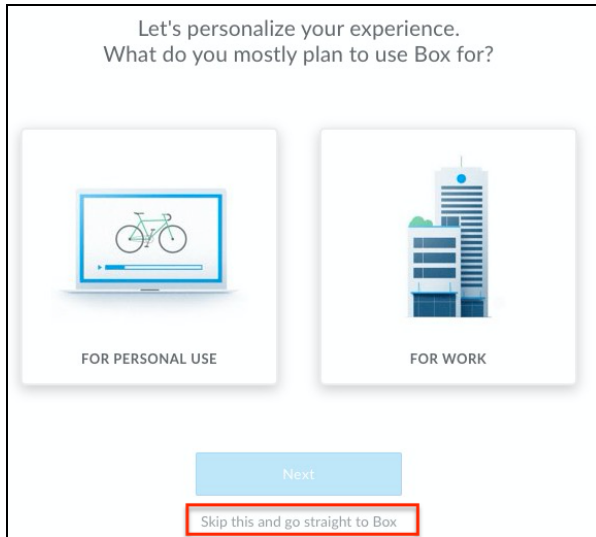 Let's personalize your experience.
What do you mostly plan to use Box for?
FOR PERSONAL USE
FOR WORK
Next
Skip this and go straight to Box